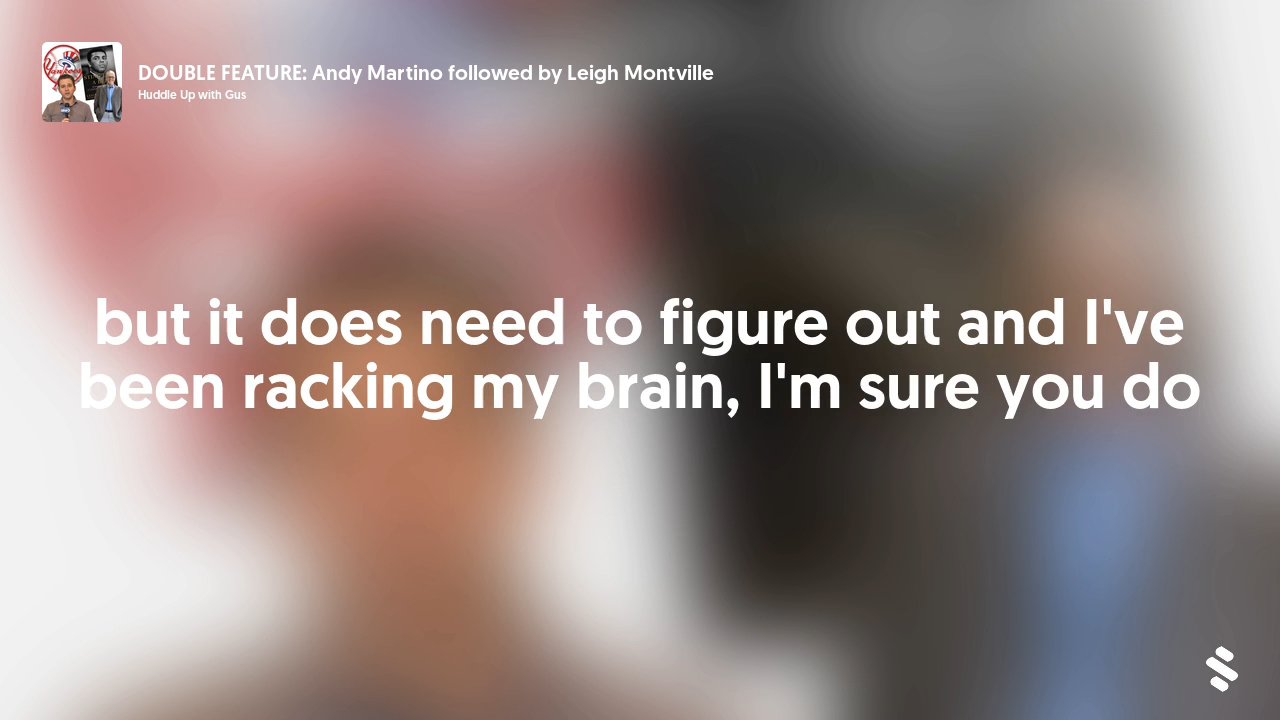 DOUBLE FEATURE: Andy Martino followed by Leigh Montville
Huddle Up with Gus
but it does need to figure out and I've
been racking my brain, I'm sure you do